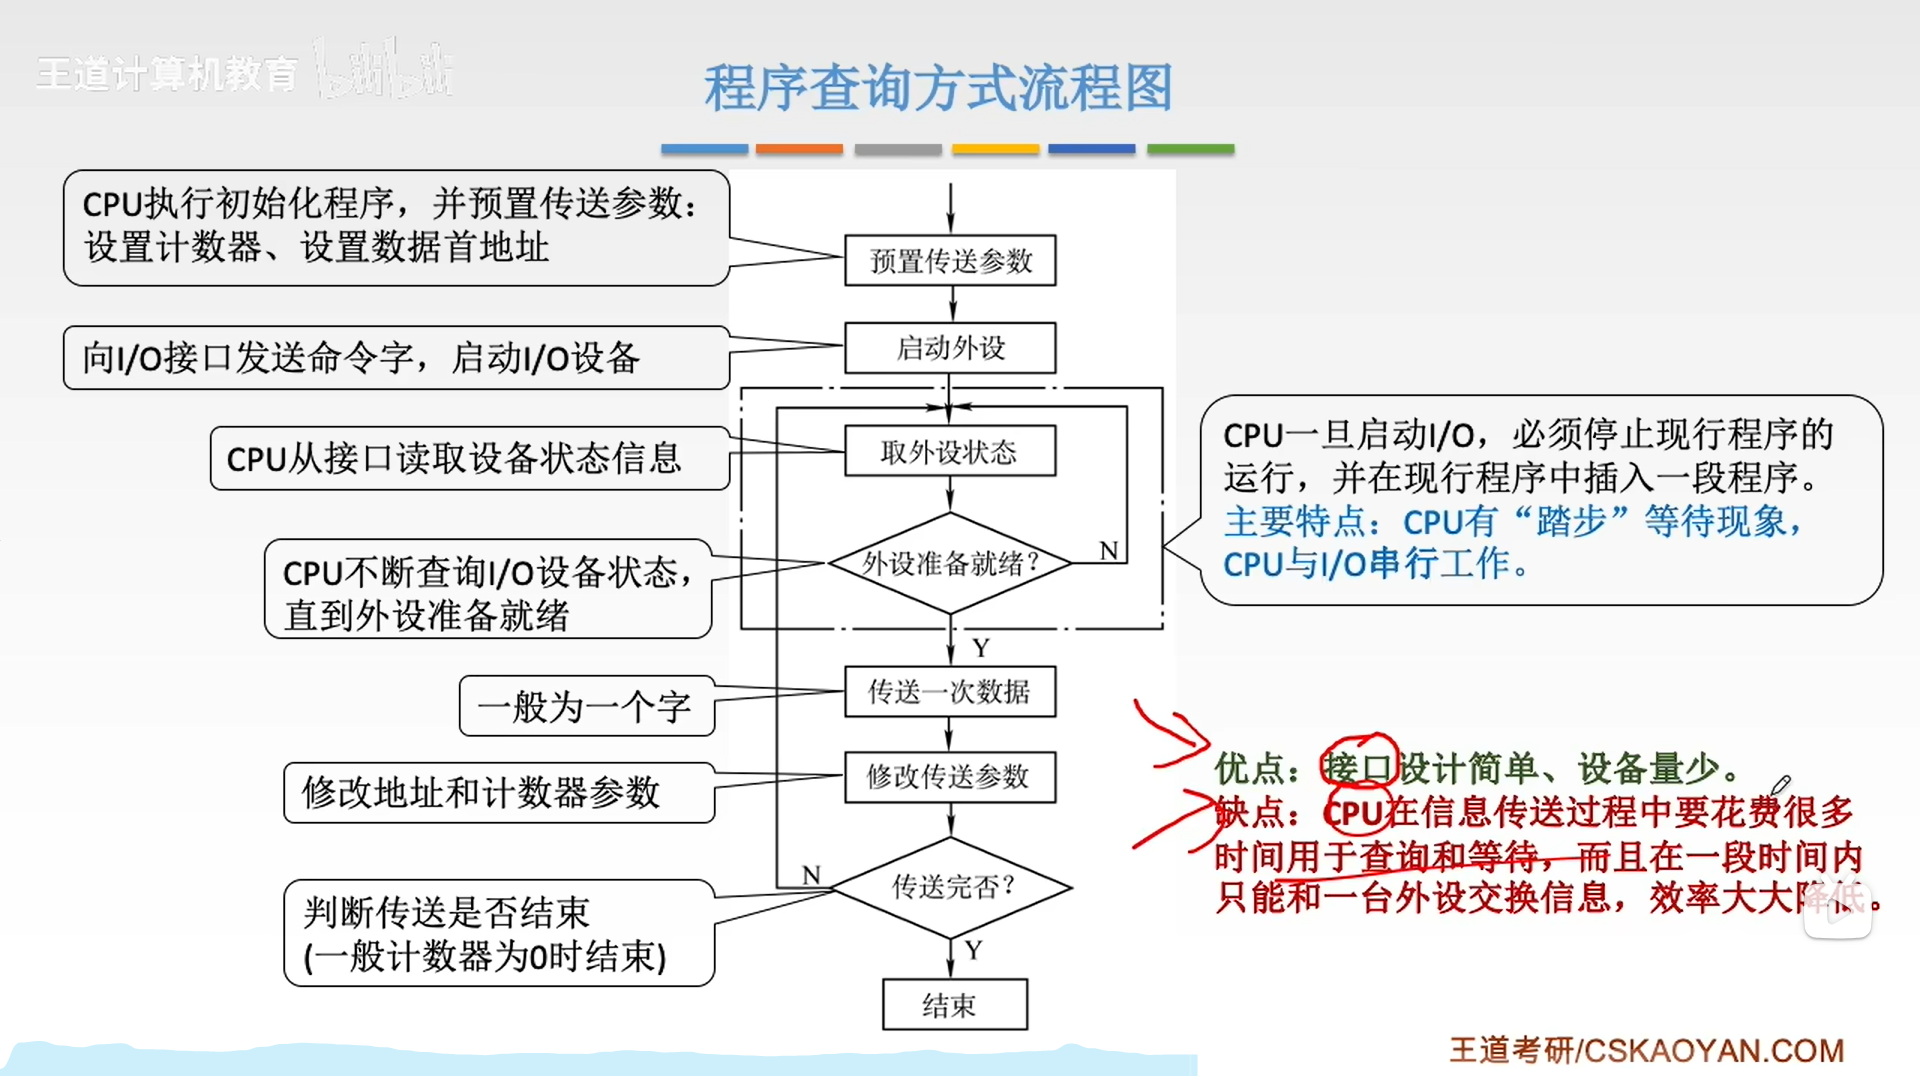 王道计算机教育 bilibili
程序查询方式流程图
CPU执行初始化程序，并预置传送参数：
设置计数器、设置数据首地址
预置传送参数
向I/O接口发送命令字，启动I/O设备
启动外设
CPU从接口读取设备状态信息
取外设状态
CPU一旦启动I/O，必须停止现行程序的
运行，并在现行程序中插入一段程序。
主要特点：CPU有“踏步”等待现象，
CPU与I/O串行工作。
CPU不断查询I/O设备状态，
直到外设准备就绪
外设准备就绪？
N
Y
一般为一个字
传送一次数据
修改地址和计数器参数
修改传送参数
优点：接口设计简单、设备量少。
缺点：CPU在信息传送过程中要花费很多
时间用于查询和等待，而且在一段时间内
只能和一台外设交换信息，效率大大降低。
判断传送是否结束
(一般计数器为0时结束)
N
传送完否？
Y
结束
王道考研/CSKAOYAN.COM